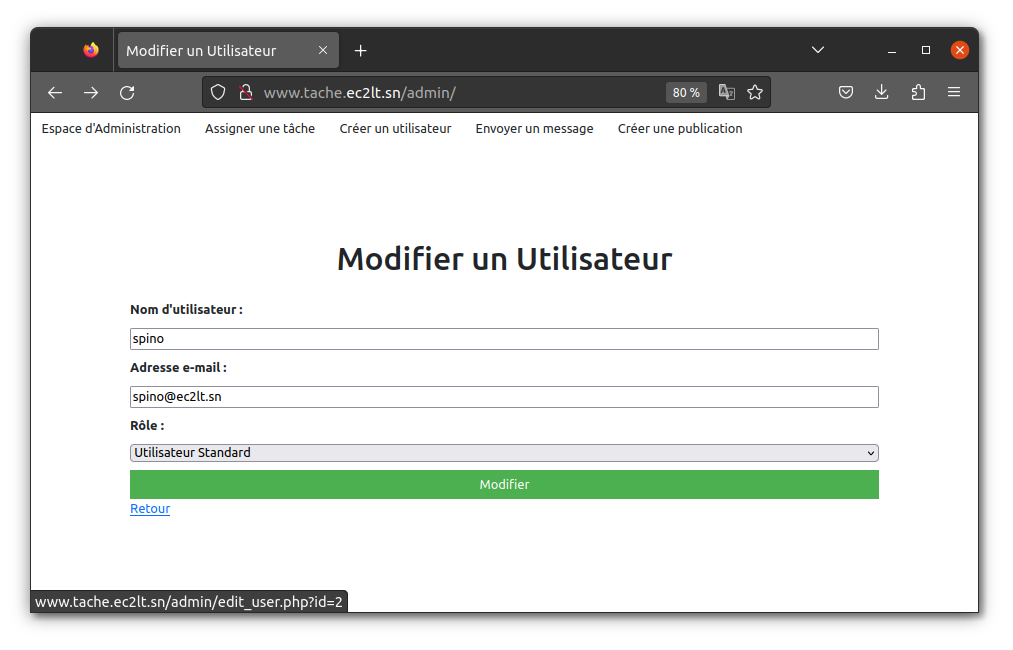 Modifier un Utilisateur
www.tache.ec2lt.sn/admin/ 80 %
Espace d'Administration Assigner une tâche Créer un utilisateur Envoyer un message Créer une publication
Modifier un Utilisateur
Nom d'utilisateur :
spino
Adresse e-mail :
spino@ec2lt.sn
Rôle :
Utilisateur Standard
Modifier
Retour
www.tache.ec2lt.sn/admin/edit_user.php?id=2